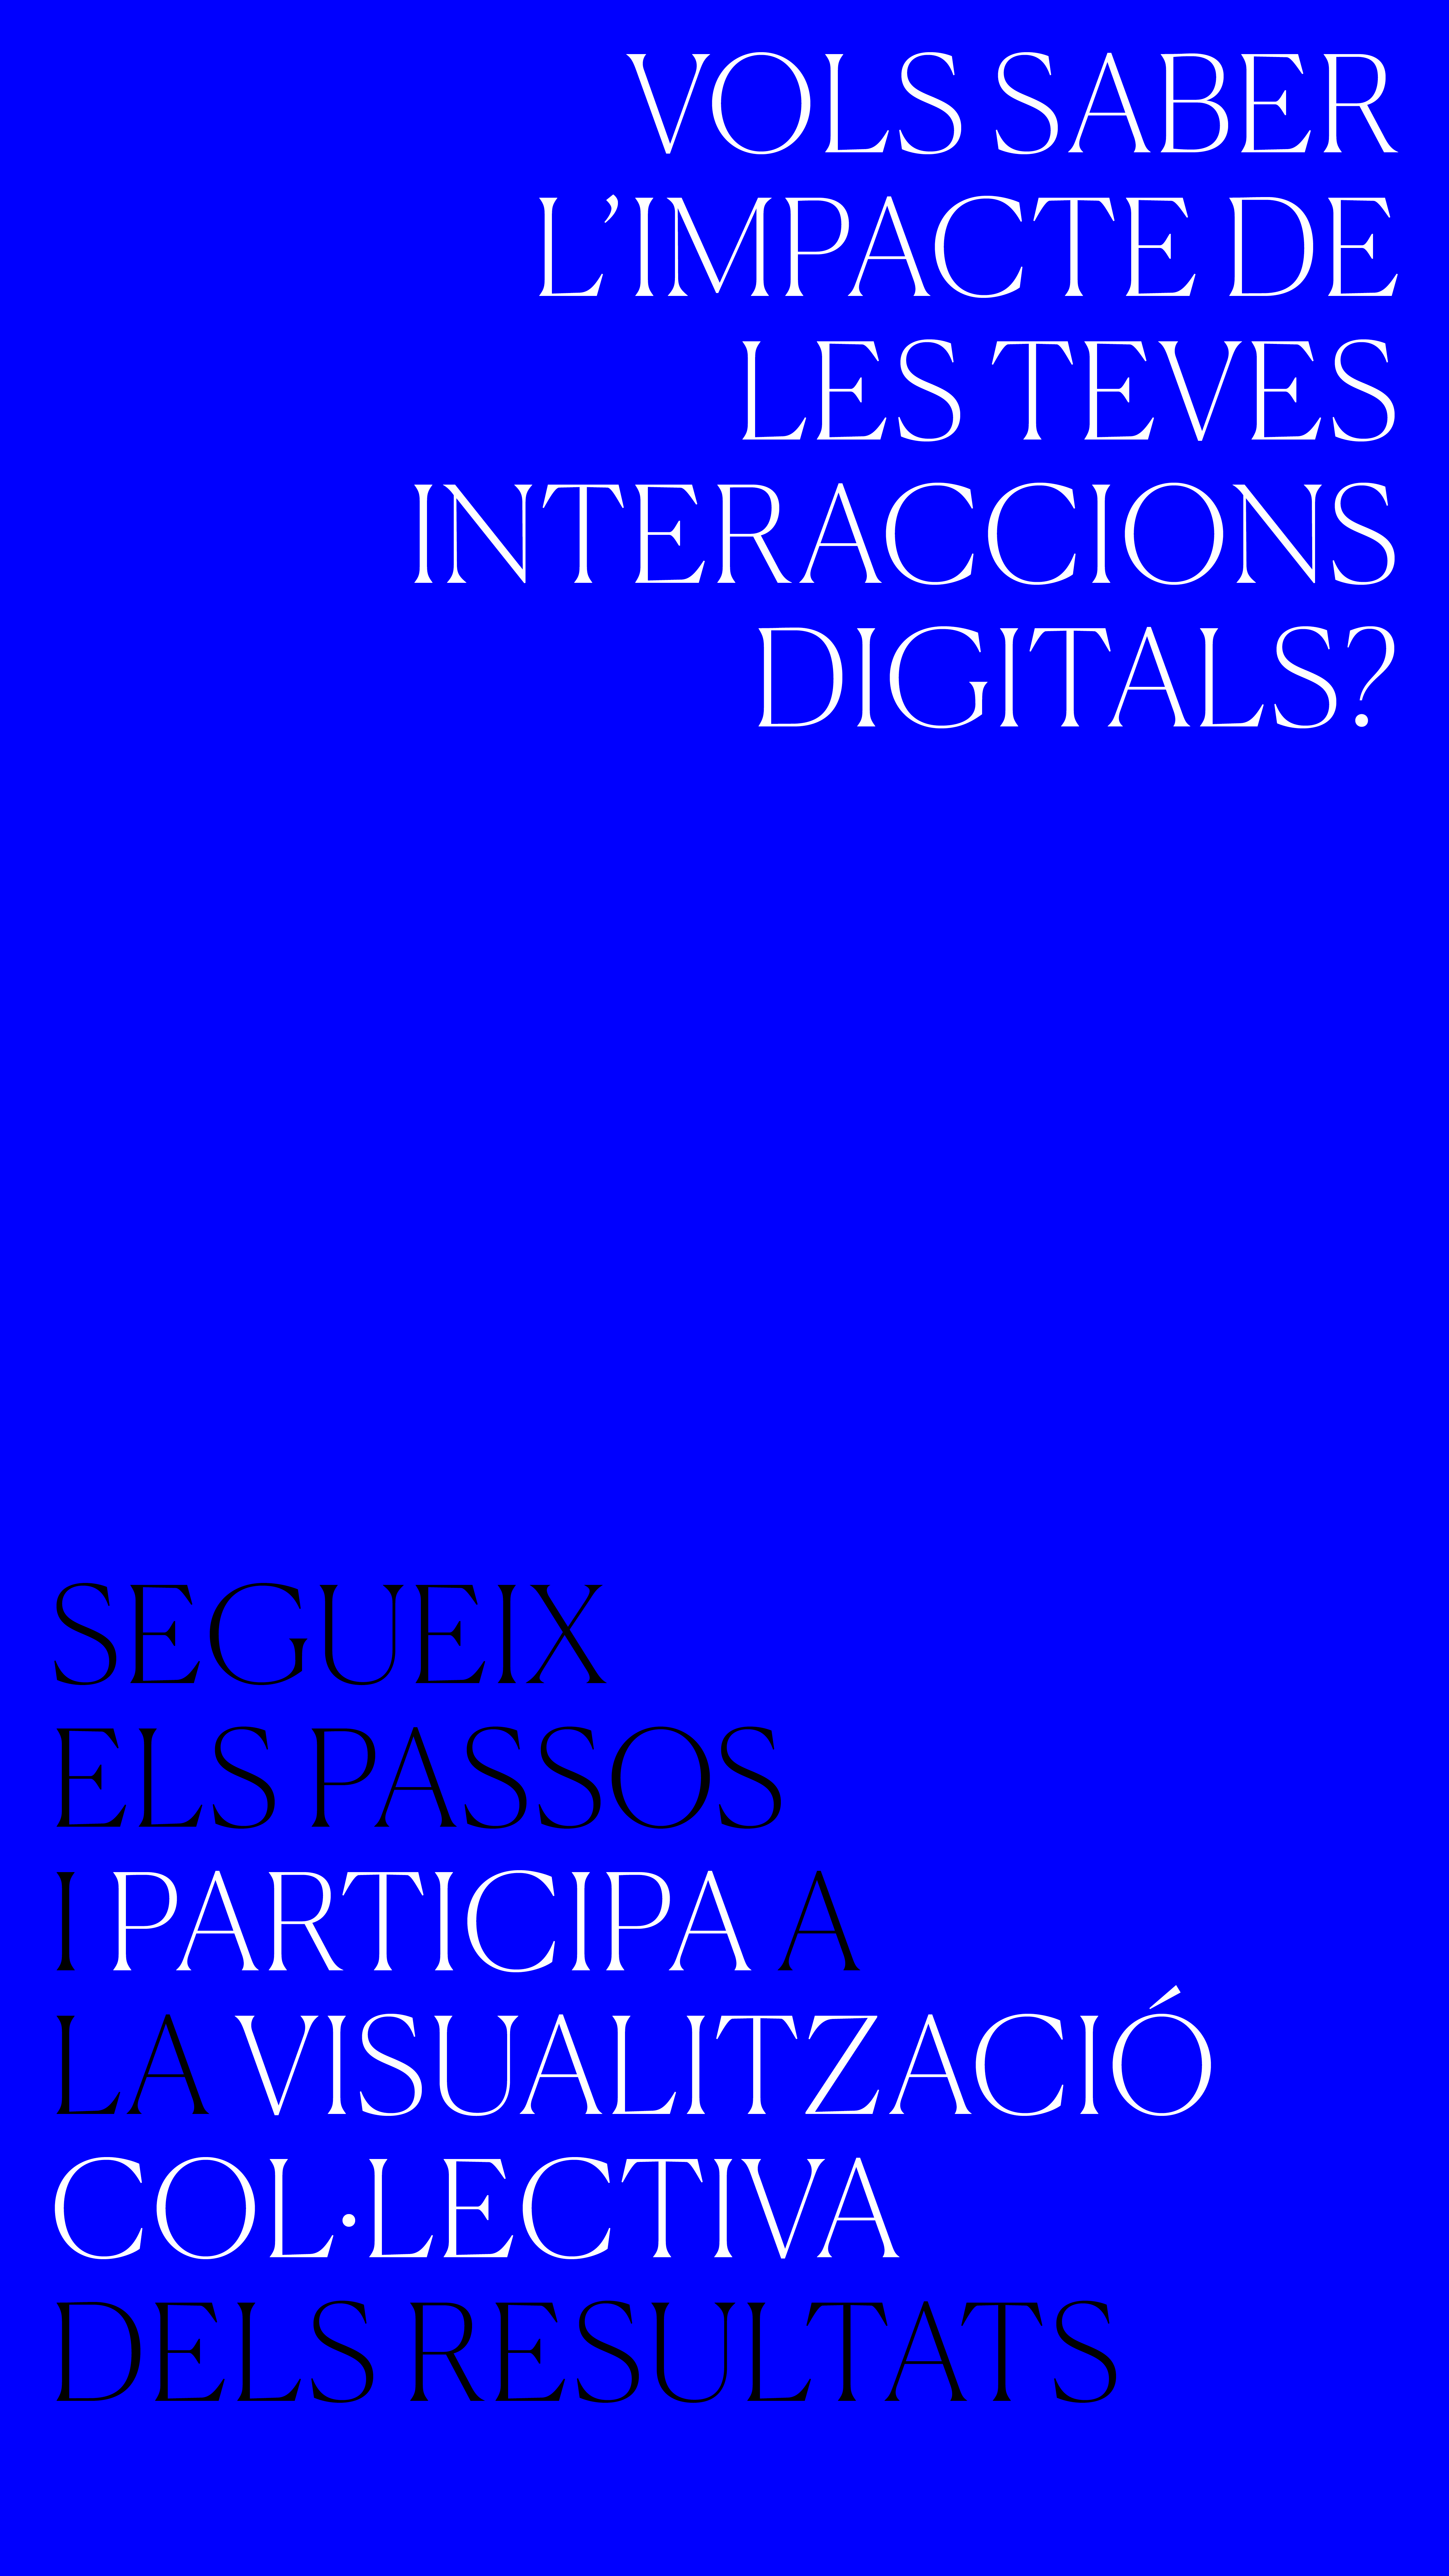 VOLS SABER
L’IMPACTE DE
LES TEVES
INTERACCIONS
DIGITALS?
SEGUEIX
ELS PASSOS
I PARTICIPA A
LA VISUALITZACIÓ
COL·LECTIVA
DELS RESULTATS